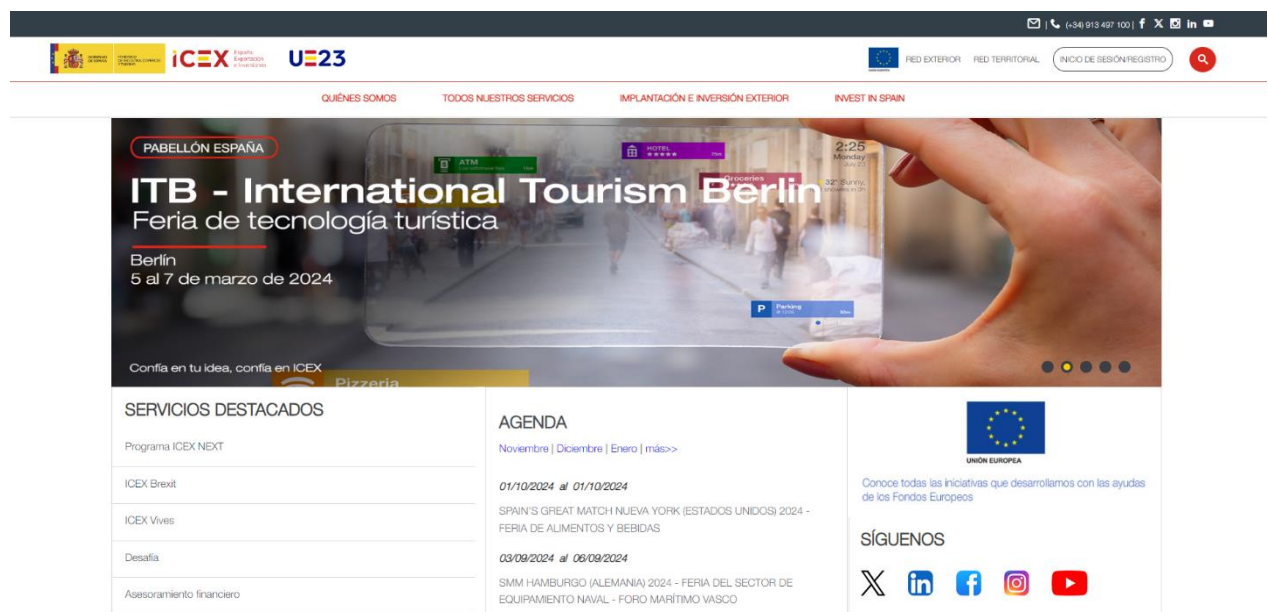 (+34) 913 497 100
ICEX España
Exportación
e Inversiones
UE23
RED EXTERIOR
RED TERRITORIAL
INICIO DE SESIÓN/REGISTRO
QUIÉNES SOMOS
TODOS NUESTROS SERVICIOS
IMPLANTACIÓN E INVERSIÓN EXTERIOR
INVEST IN SPAIN
PABELLÓN ESPAÑA
ITB - International Tourism Berlin
Feria de tecnología turística
Berlín
5 al 7 de marzo de 2024
Confía en tu idea, confía en ICEX
ATM
HOTEL
Groceries
2:25
Monday
32° Sunny,
P Parking
Pizzeria
SERVICIOS DESTACADOS
Programa ICEX NEXT
ICEX Brexit
ICEX Vives
Desafía
Asesoramiento financiero
AGENDA
Noviembre | Diciembre | Enero | más>>
01/10/2024 al 01/10/2024
SPAIN'S GREAT MATCH NUEVA YORK (ESTADOS UNIDOS) 2024 -
FERIA DE ALIMENTOS Y BEBIDAS
03/09/2024 al 06/09/2024
SMM HAMBURGO (ALEMANIA) 2024 - FERIA DEL SECTOR DE
EQUIPAMIENTO NAVAL - FORO MARÍTIMO VASCO
UNIÓN EUROPEA
Conoce todas las iniciativas que desarrollamos con las ayudas
de los Fondos Europeos
SÍGUENOS